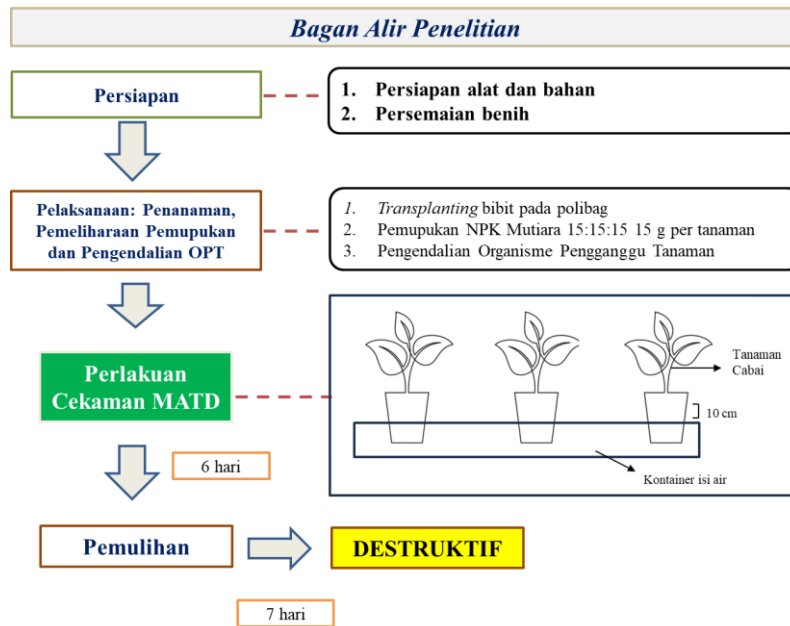 Bagan Alir Penelitian
Persiapan
1. Persiapan alat dan bahan
2. Persemaian benih
Pelaksanaan: Penanaman,
Pemeliharaan Pemupukan
dan Pengendalian OPT
1. Transplanting bibit pada polibag
2. Pemupukan NPK Mutiara 15:15:15 15 g per tanaman
3. Pengendalian Organisme Pengganggu Tanaman
Perlakuan
Cekaman MATD
Tanaman
Cabai
10 cm
Kontainer isi air
6 hari
Pemulihan
DESTRUKTIF
7 hari